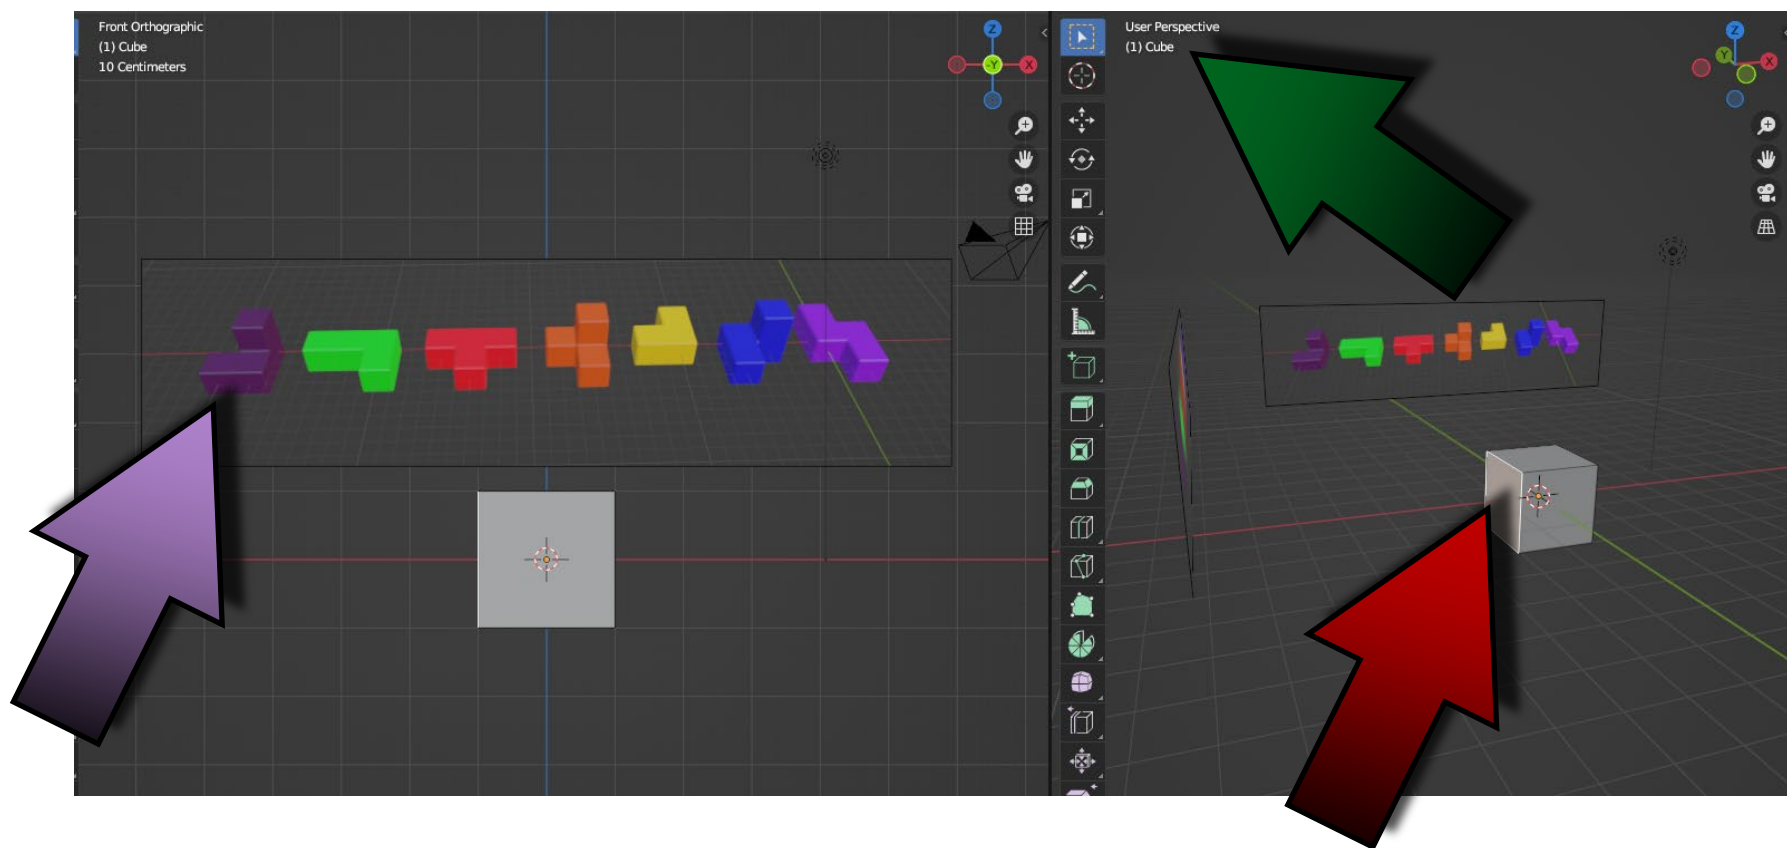 Front Orthographic
(1) Cube
10 Centimeters
Z
-Y
X
User Perspective
(1) Cube
Z
Y
X